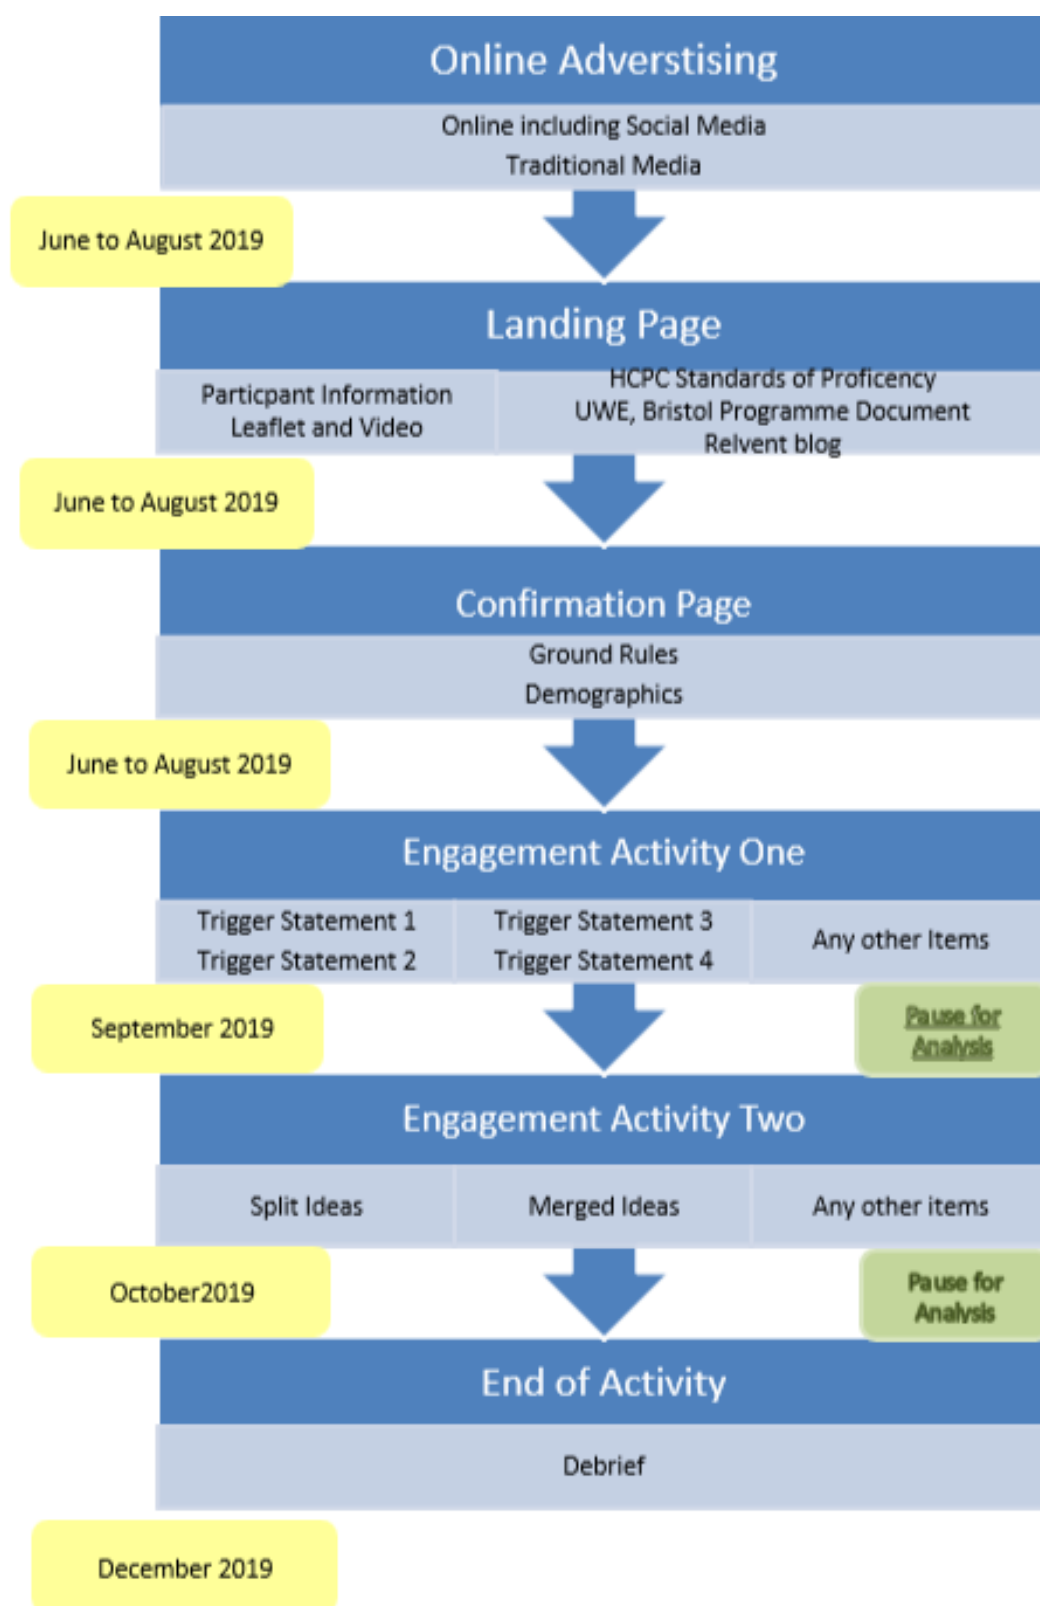 Online Adverstising
Online including Social Media
Traditional Media
June to August 2019
Landing Page
Particpant Information
Leaflet and Video
HCPC Standards of Proficency
UWE, Bristol Programme Document
Relvent blog
June to August 2019
Confirmation Page
Ground Rules
Demographics
June to August 2019
Engagement Activity One
Trigger Statement 1
Trigger Statement 2
Trigger Statement 3
Trigger Statement 4
Any other Items
September 2019
Pause for
Analysis
Engagement Activity Two
Split Ideas
Merged Ideas
Any other items
October2019
Pause for
Analysis
End of Activity
Debrief
December 2019